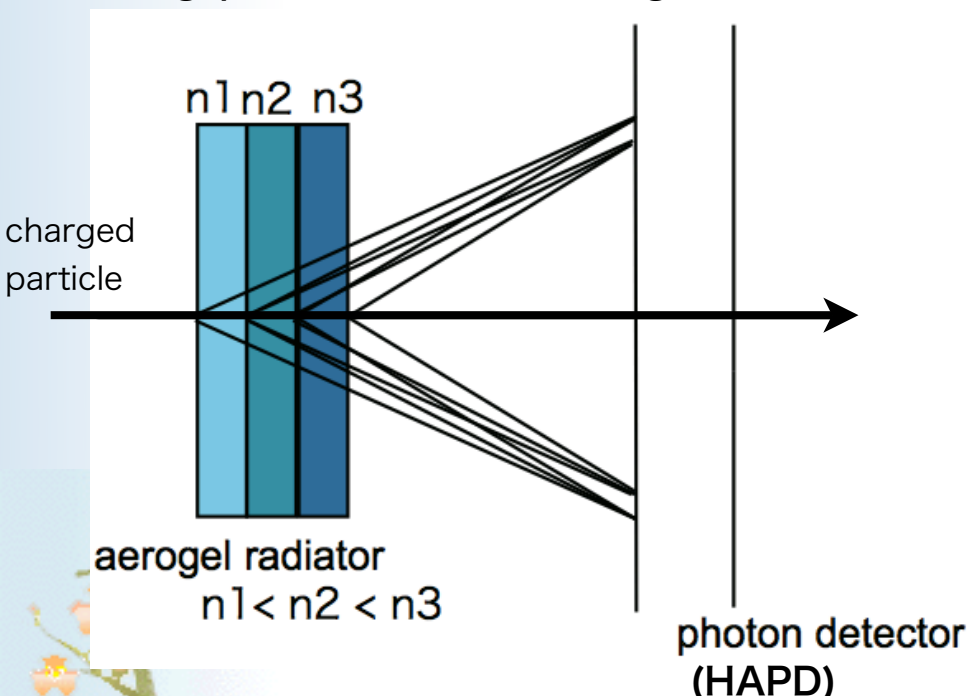 n1 n2 n3
charged
particle
aerogel radiator
n1< n2 < n3
photon detector
(HAPD)